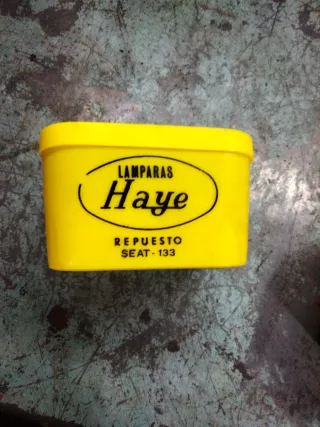 LAMPARAS
Haye
REPUESTO
SEAT - 133